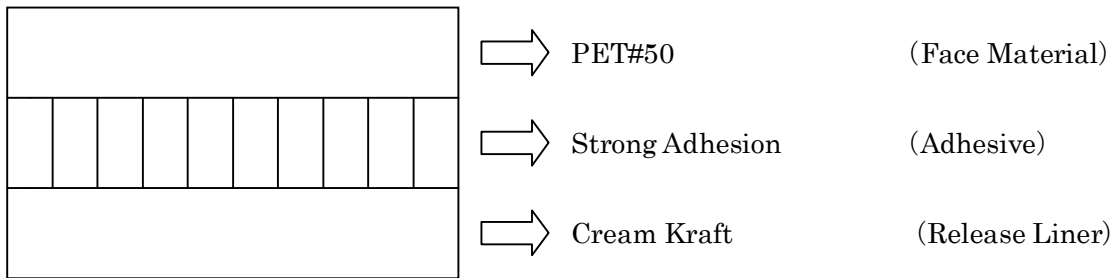 PET#50 （Face Material）
Strong Adhesion （Adhesive）
Cream Kraft （Release Liner）